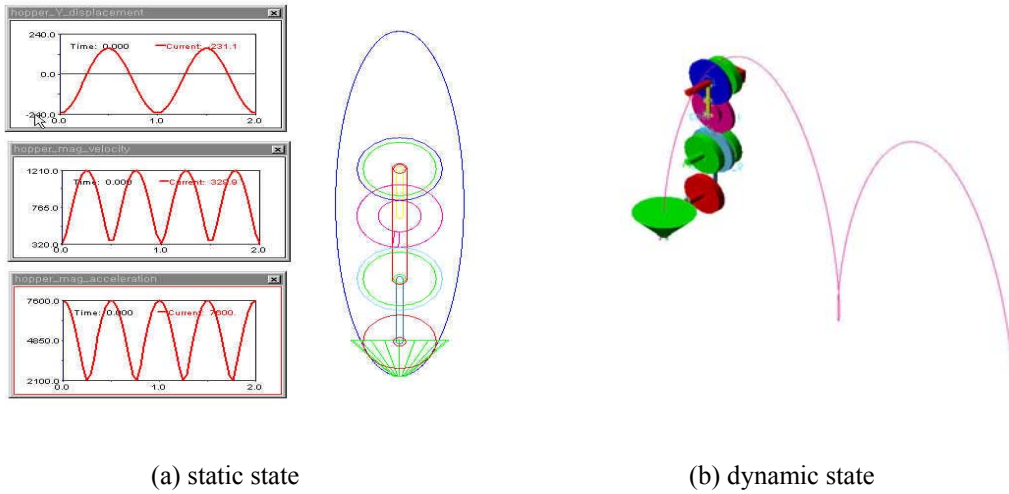 hopper_Y_displacement
Time: 0.000 Current: -231.1
240.0
0.0
-240.0
0.0 1.0 2.0
hopper_mag_velocity
Time: 0.000 Current: 328.9
1210.0
765.0
320.0
0.0 1.0 2.0
hopper_mag_acceleration
Time: 0.000 Current: 7600.
7600.0
4850.0
2100.0
0.0 1.0 2.0
(a) static state
(b) dynamic state